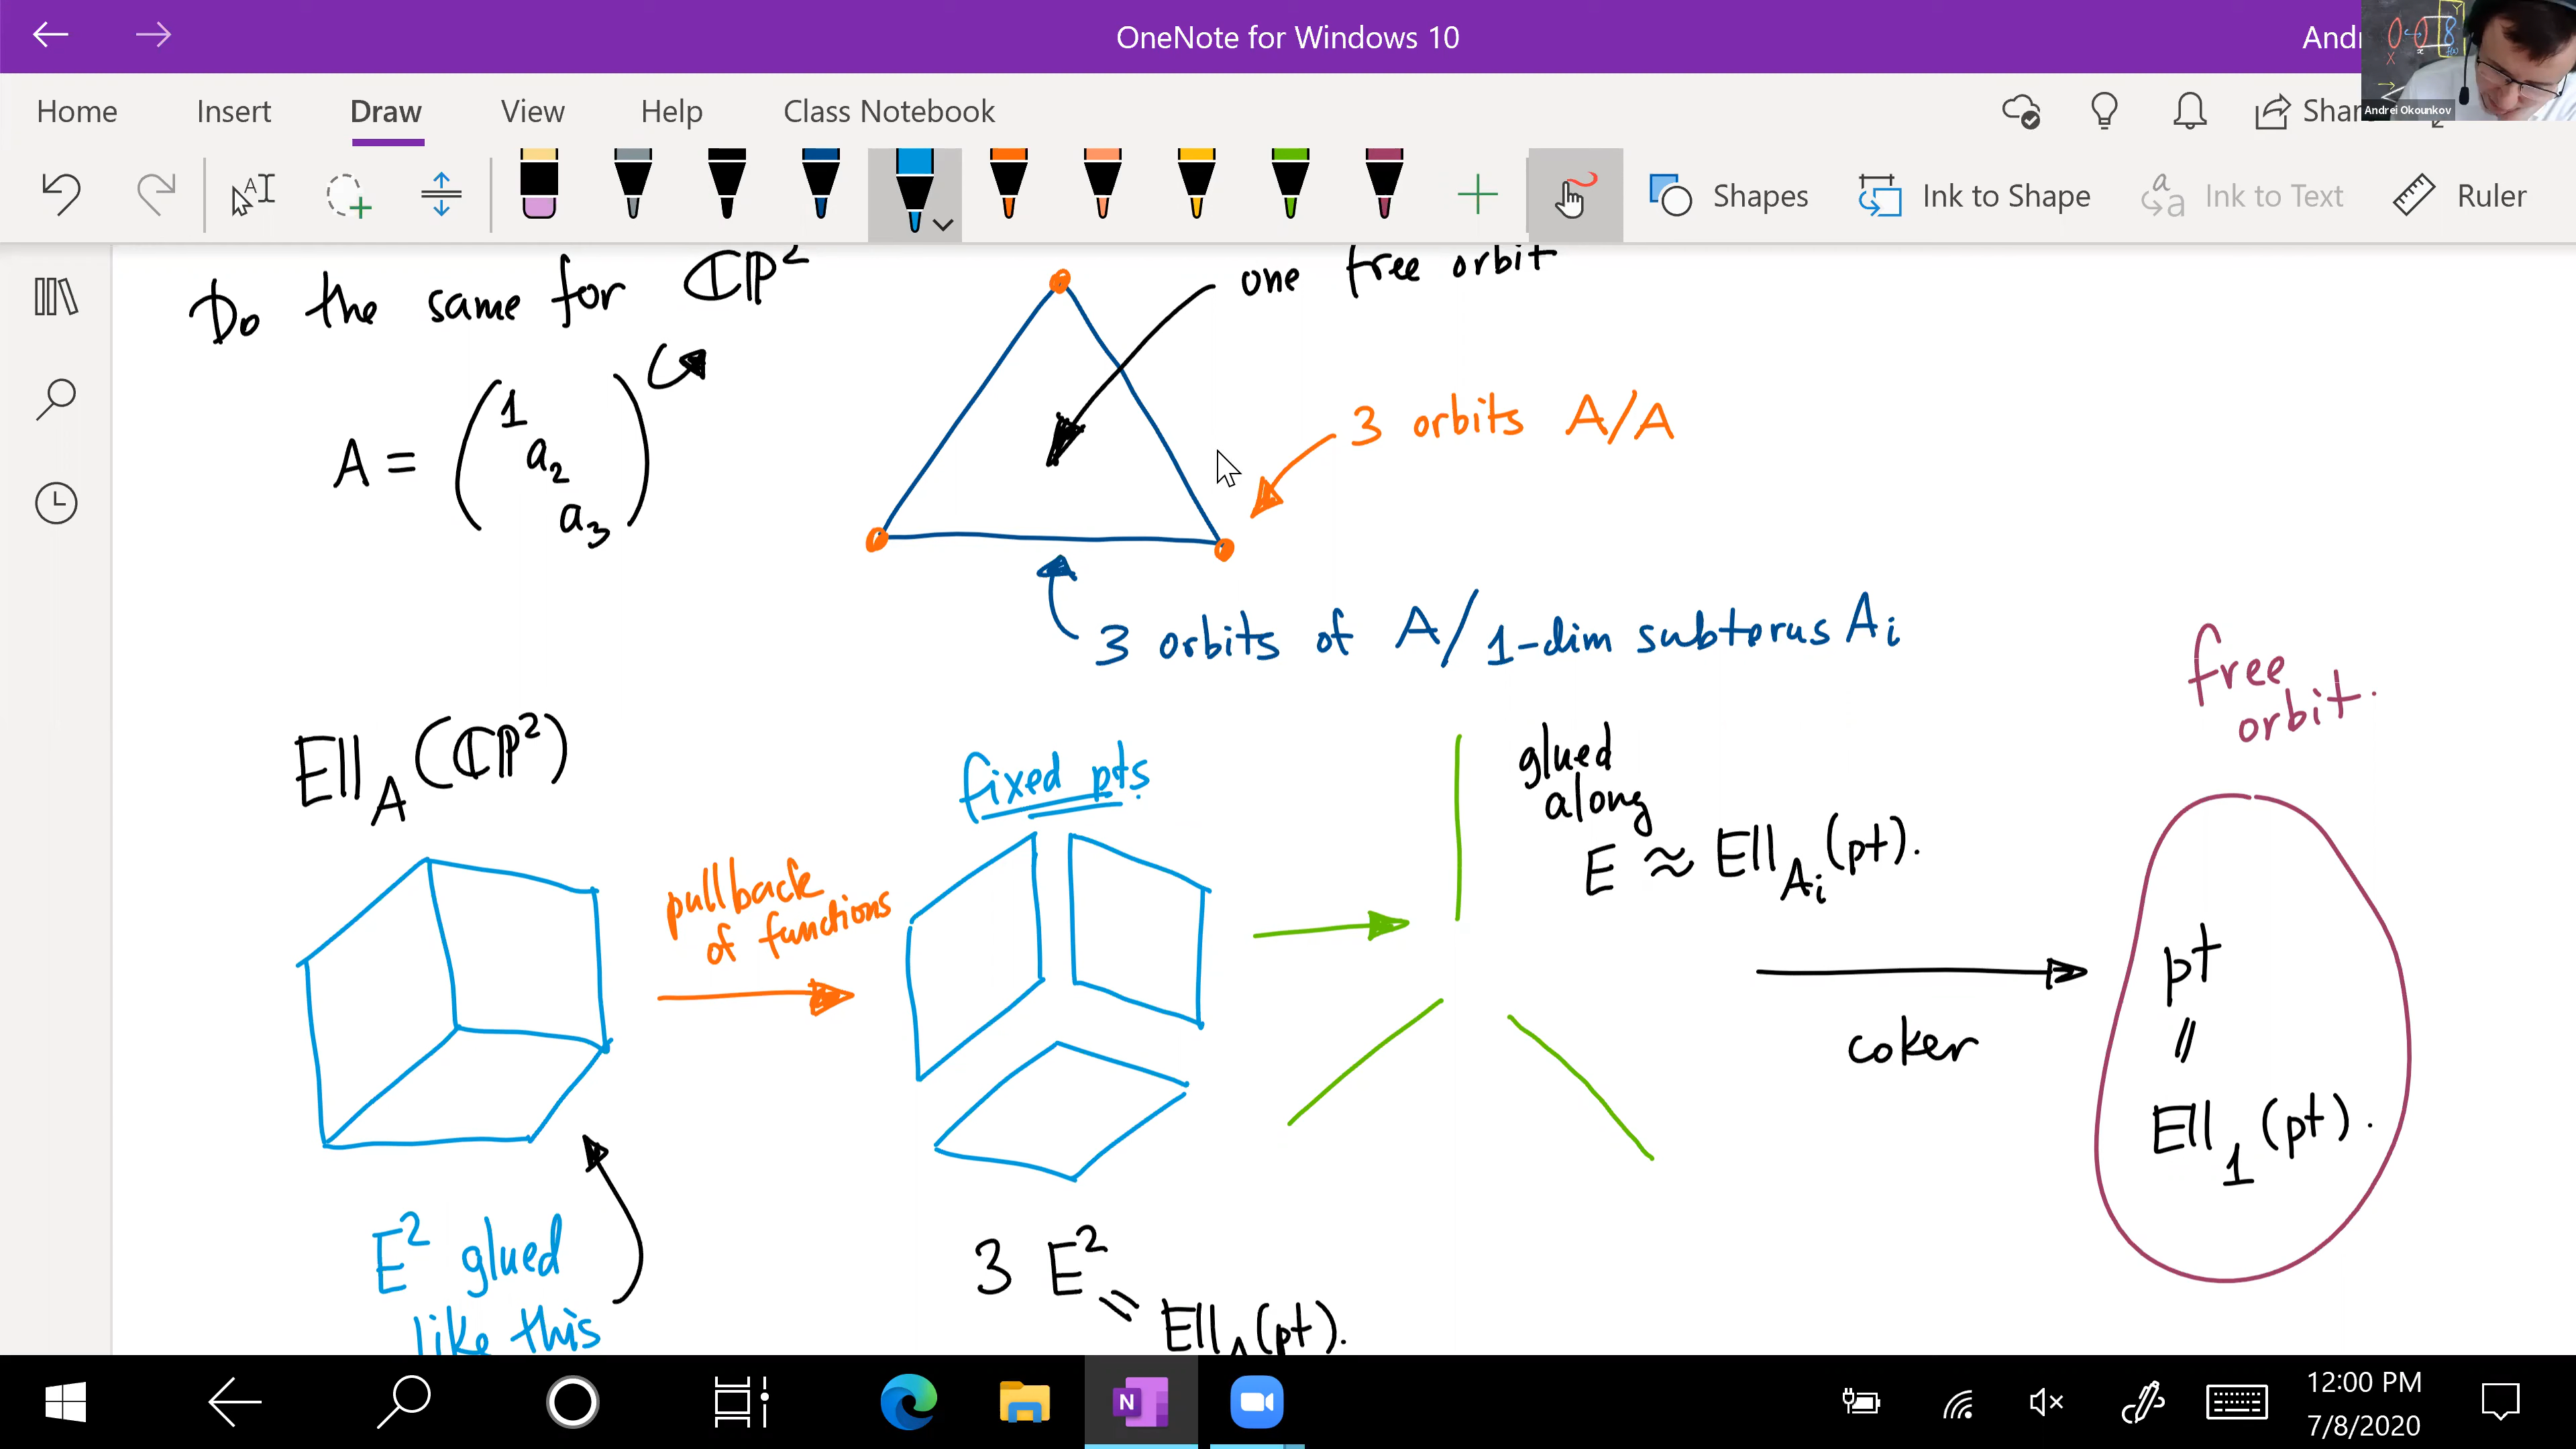 OneNote for Windows 10
Andrei Okounkov
Home Insert Draw View Help Class Notebook
Shapes Ink to Shape Ink to Text Ruler
Do the same for ℂℙ²
one free orbit
A = (1 a₂ a₃)
3 orbits A/A
3 orbits of A/1-dim subtorus Aᵢ
free
orbit.
Ell_A(ℂℙ²)
fixed pts
glued
along
E ≈ Ell_{Aᵢ}(pt).
pullback
of functions
coker
pt
=
Ell₁(pt).
E² glued
like this
3 E²
=
Ell_A(pt).
N
12:00 PM
7/8/2020